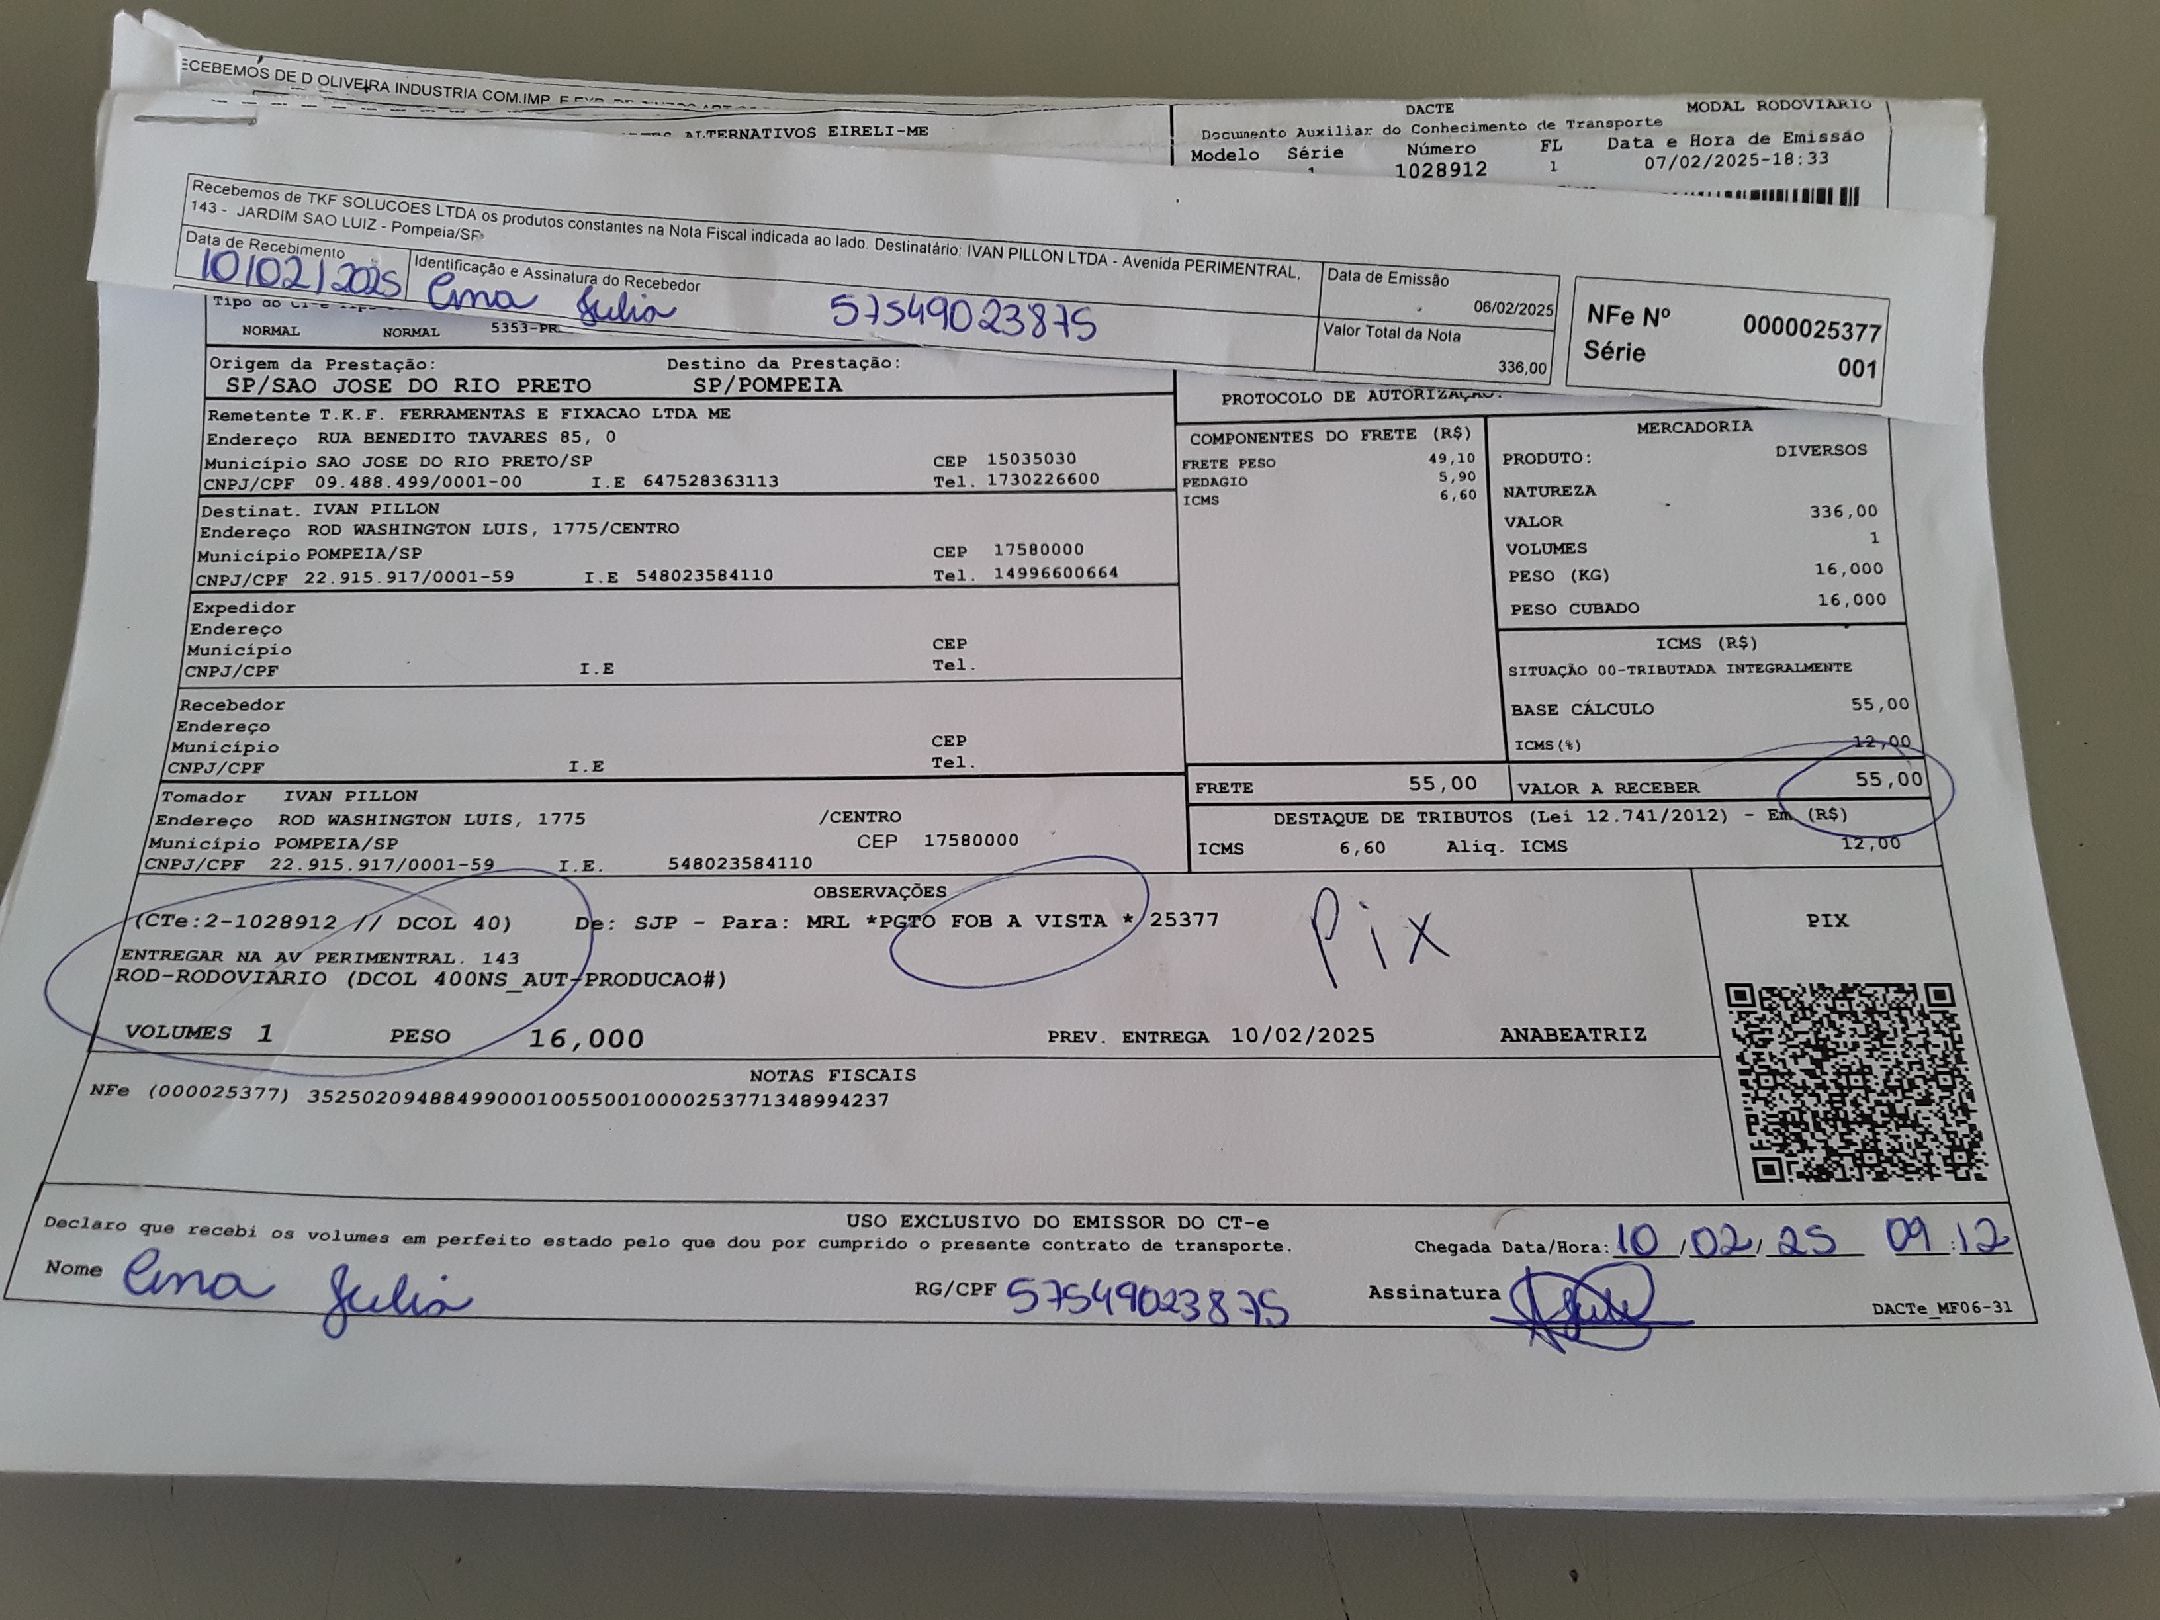 ECEBEMOS DE D OLIVEIRA INDUSTRIA COM.IMP.
ALTERNATIVOS EIRELI-ME
DACTE MODAL RODOVIARIO
Documento Auxiliar do Conhecimento de Transporte
Modelo Série Número FL Data e Hora de Emissão
1 1028912 1 07/02/2025-18:33
Recebemos de TKF SOLUCOES LTDA os produtos constantes na Nota Fiscal indicada ao lado. Destinatário: IVAN PILLON LTDA - Avenida PERIMENTRAL,
143 - JARDIM SAO LUIZ - Pompeia/SP
Data de Recebimento Identificação e Assinatura do Recebedor
10/02/2025 Ana Julia 57549023875
Data de Emissão
06/02/2025
Valor Total da Nota
336,00
NFe Nº 0000025377
Série 001
NORMAL NORMAL 5353-PR
Origem da Prestação: Destino da Prestação:
SP/SAO JOSE DO RIO PRETO SP/POMPEIA
PROTOCOLO DE AUTORIZAÇÃO:
Remetente T.K.F. FERRAMENTAS E FIXACAO LTDA ME
Endereço RUA BENEDITO TAVARES 85, 0
Município SAO JOSE DO RIO PRETO/SP CEP 15035030
CNPJ/CPF 09.488.499/0001-00 I.E 647528363113 Tel. 1730226600
Destinat. IVAN PILLON
Endereço ROD WASHINGTON LUIS, 1775/CENTRO
Município POMPEIA/SP CEP 17580000
CNPJ/CPF 22.915.917/0001-59 I.E 548023584110 Tel. 14996600664
Expedidor
Endereço
Município CEP
CNPJ/CPF I.E Tel.
Recebedor
Endereço
Município CEP
CNPJ/CPF I.E Tel.
Tomador IVAN PILLON
Endereço ROD WASHINGTON LUIS, 1775 /CENTRO
Município POMPEIA/SP CEP 17580000
CNPJ/CPF 22.915.917/0001-59 I.E. 548023584110
COMPONENTES DO FRETE (R$)
FRETE PESO 49,10
PEDAGIO 5,90
ICMS 6,60
MERCADORIA
PRODUTO: DIVERSOS
NATUREZA
VALOR 336,00
VOLUMES 1
PESO (KG) 16,000
PESO CUBADO 16,000
ICMS (R$)
SITUAÇÃO 00-TRIBUTADA INTEGRALMENTE
BASE CÁLCULO 55,00
ICMS(%) 12,00
FRETE 55,00 VALOR A RECEBER 55,00
DESTAQUE DE TRIBUTOS (Lei 12.741/2012) - Em (R$)
ICMS 6,60 Aliq. ICMS 12,00
OBSERVAÇÕES
(CTe:2-1028912 // DCOL 40) De: SJP - Para: MRL *PGTO FOB A VISTA * 25377
ENTREGAR NA AV PERIMENTRAL. 143
ROD-RODOVIARIO (DCOL 400NS_AUT-PRODUCAO#)
Pix
PIX
VOLUMES 1 PESO 16,000 PREV. ENTREGA 10/02/2025 ANABEATRIZ
NOTAS FISCAIS
NFe (000025377) 35250209488499000100550010000253771348994237
USO EXCLUSIVO DO EMISSOR DO CT-e
Declaro que recebi os volumes em perfeito estado pelo que dou por cumprido o presente contrato de transporte.
Chegada Data/Hora: 10/02/25 09:12
Nome Ana Julia RG/CPF 57549023875 Assinatura
DACTe_MF06-31